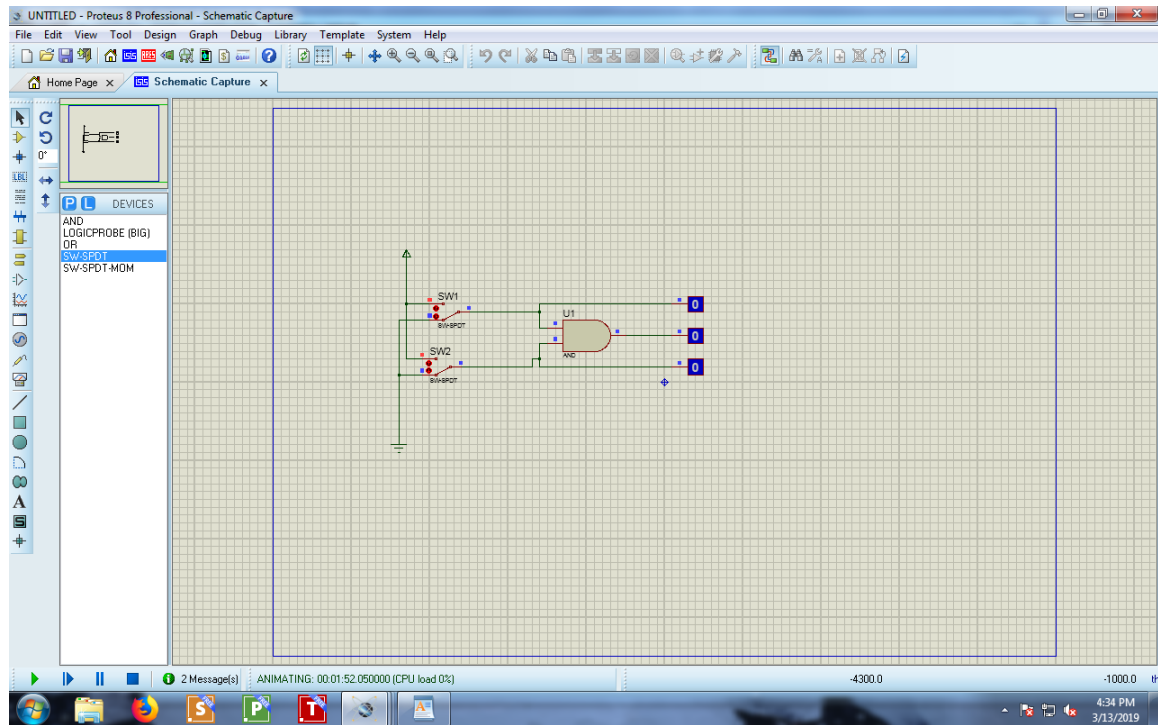 UNTITLED - Proteus 8 Professional - Schematic Capture
File Edit View Tool Design Graph Debug Library Template System Help
Home Page
Schematic Capture
0°
P L DEVICES
AND
LOGICPROBE (BIG)
OR
SW-SPDT
SW-SPDT-MOM
SW1
SW-SPDT
SW2
SW-SPDT
U1
AND
0
0
0
2 Message(s)
ANIMATING: 00:01:52.050000 (CPU load 0%)
-4300.0
-1000.0
th
S P T
4:34 PM
3/13/2019